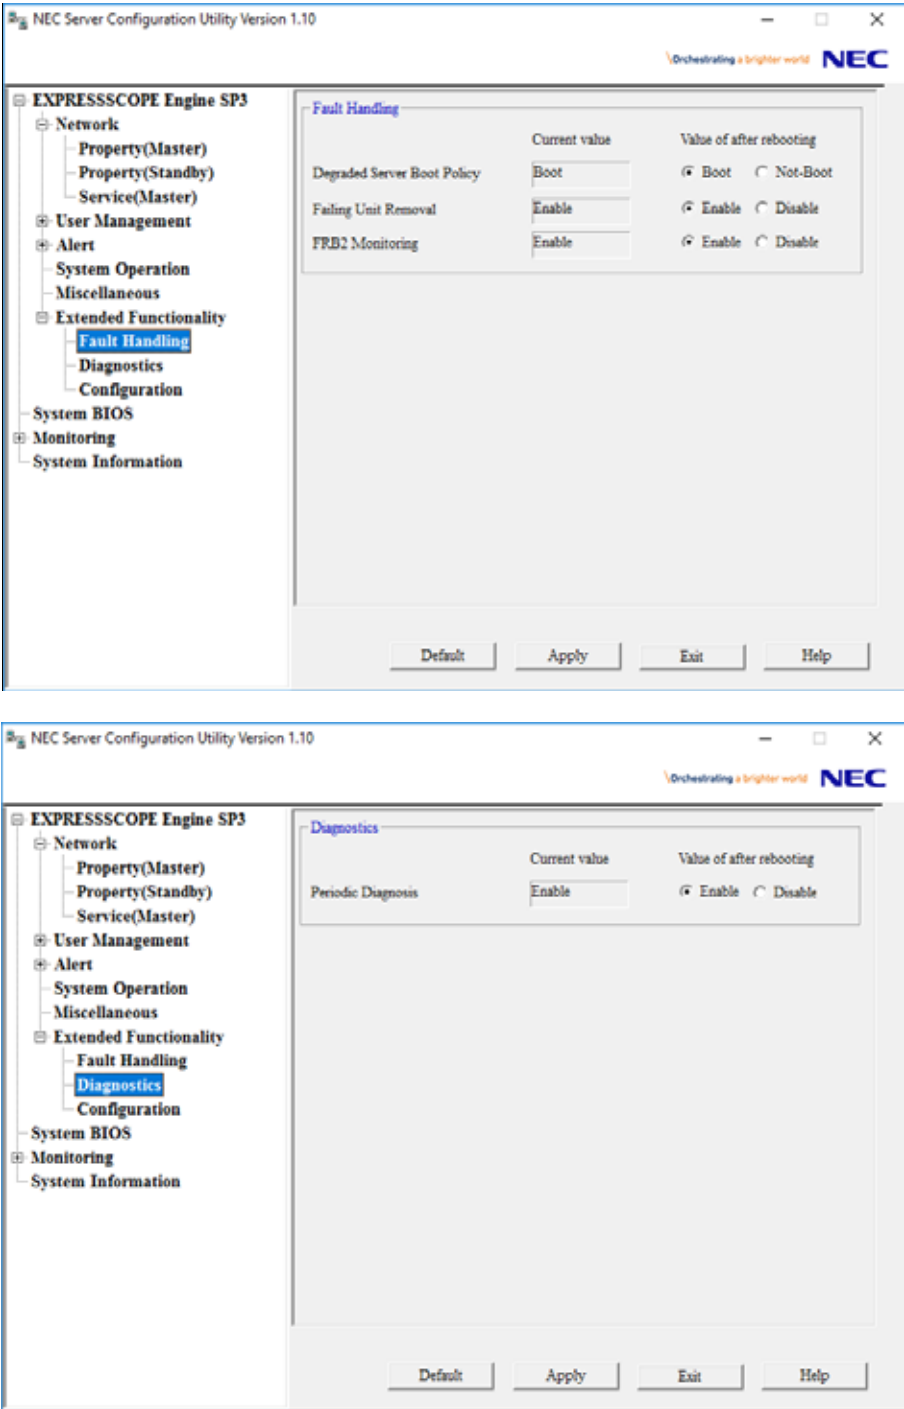 NEC Server Configuration Utility Version 1.10
\Orchestrating a brighter world NEC
EXPRESSSCOPE Engine SP3
Network
Property(Master)
Property(Standby)
Service(Master)
User Management
Alert
System Operation
Miscellaneous
Extended Functionality
Fault Handling
Diagnostics
Configuration
System BIOS
Monitoring
System Information
Fault Handling
Current value Value of after rebooting
Degraded Server Boot Policy Boot Boot Not-Boot
Failing Unit Removal Enable Enable Disable
FRB2 Monitoring Enable Enable Disable
Default Apply Exit Help
NEC Server Configuration Utility Version 1.10
\Orchestrating a brighter world NEC
EXPRESSSCOPE Engine SP3
Network
Property(Master)
Property(Standby)
Service(Master)
User Management
Alert
System Operation
Miscellaneous
Extended Functionality
Fault Handling
Diagnostics
Configuration
System BIOS
Monitoring
System Information
Diagnostics
Current value Value of after rebooting
Periodic Diagnosis Enable Enable Disable
Default Apply Exit Help